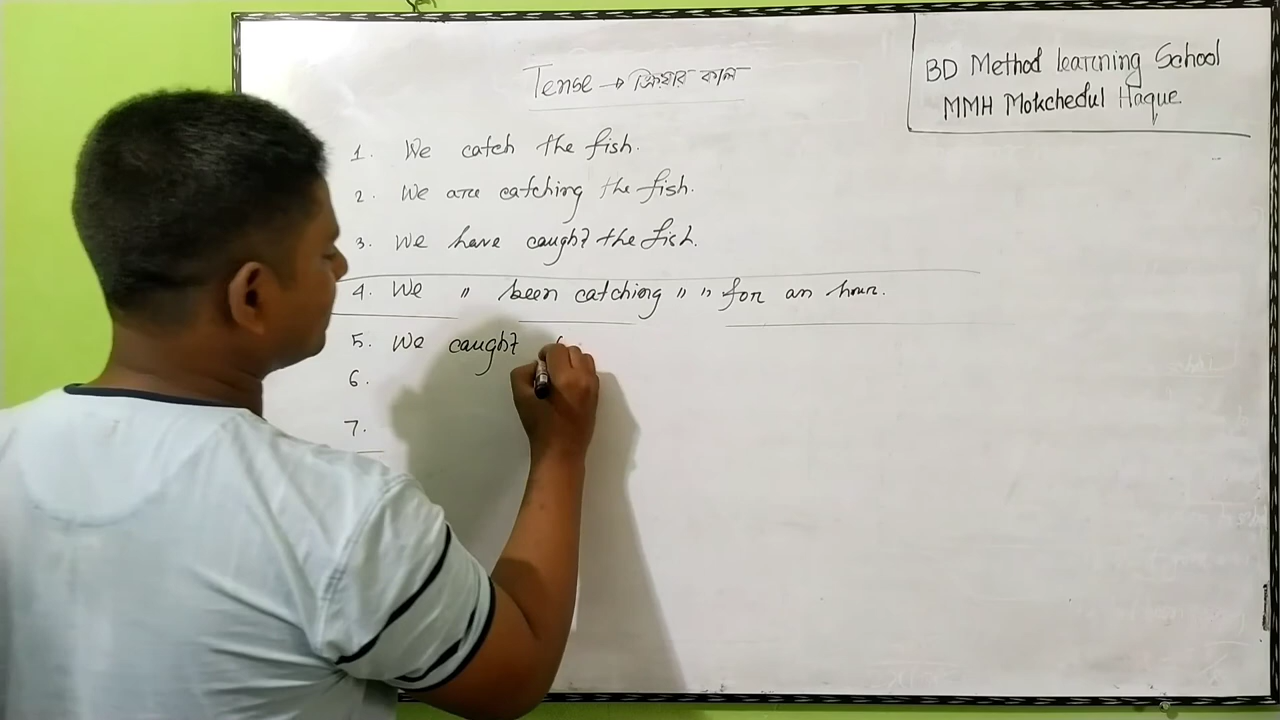 Tense → ক্রিয়ার কাল
BD Method learning School
MMH Mokchedul Haque
1. We catch the fish.
2. We are catching the fish.
3. We have caught the fish.
4. We " been catching " " for an hour.
5. We caught
6.
7.